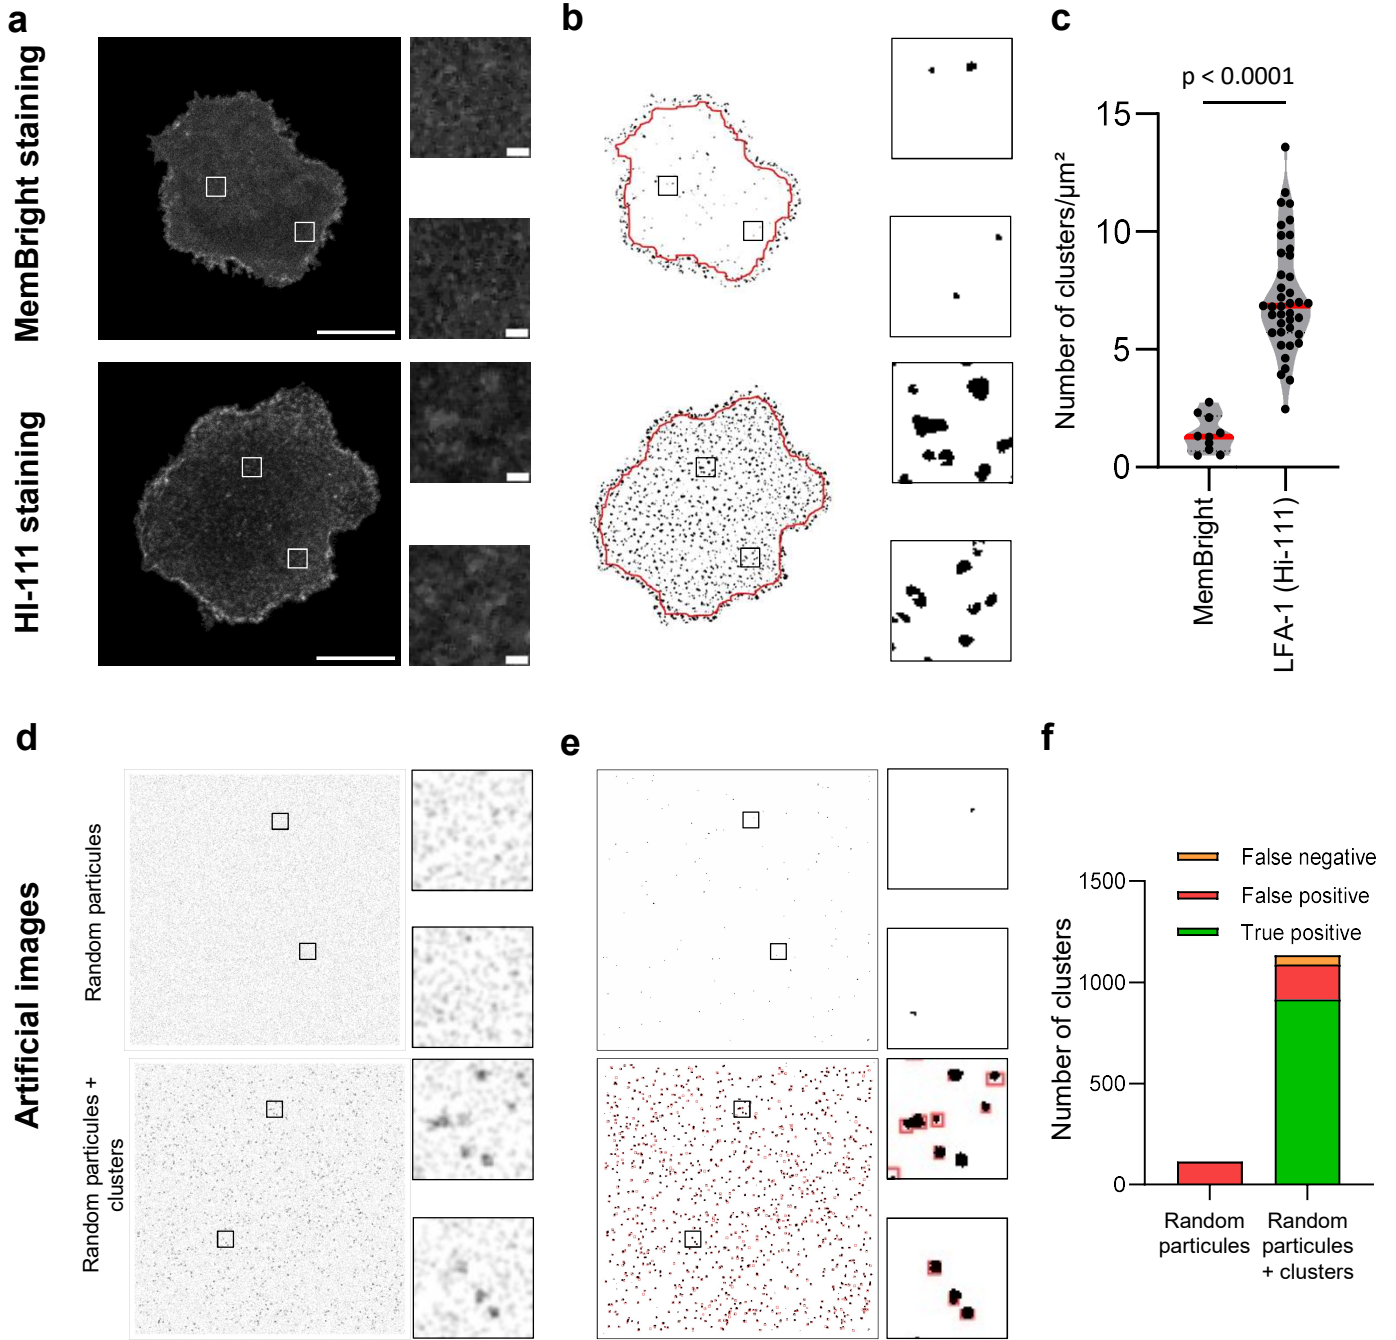 a
b
c
MemBright staining
HI-111 staining
p < 0.0001
Number of clusters/µm²
15
10
5
0
MemBright
LFA-1 (Hi-111)
d
e
f
Artificial images
Random particules
Random particules +
clusters
False negative
False positive
True positive
Number of clusters
1500
1000
500
0
Random
particules
Random
particules
+ clusters